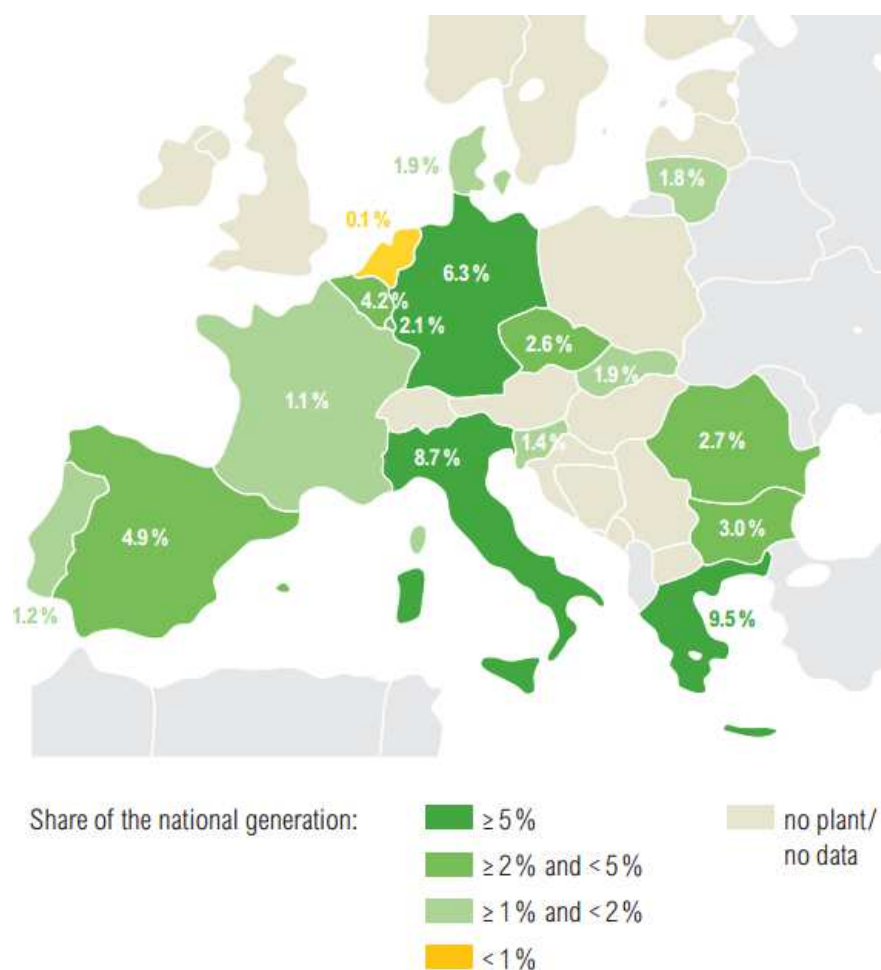 1.9 %
1.8 %
0.1 %
6.3 %
4.2 %
2.1 %
2.6 %
1.9 %
1.1 %
1.4 %
8.7 %
2.7 %
3.0 %
4.9 %
1.2 %
9.5 %
Share of the national generation:
≥ 5 %
≥ 2 % and < 5 %
≥ 1 % and < 2 %
< 1 %
no plant/
no data